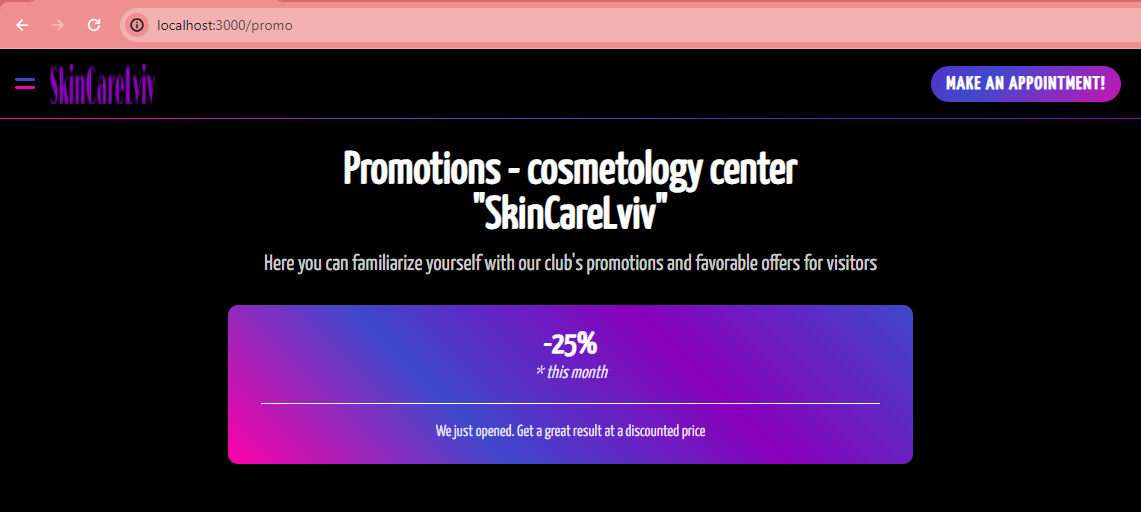 localhost:3000/promo
SkinCareLviv
MAKE AN APPOINTMENT!
Promotions - cosmetology center
"SkinCareLviv"
Here you can familiarize yourself with our club's promotions and favorable offers for visitors
-25%
* this month
We just opened. Get a great result at a discounted price